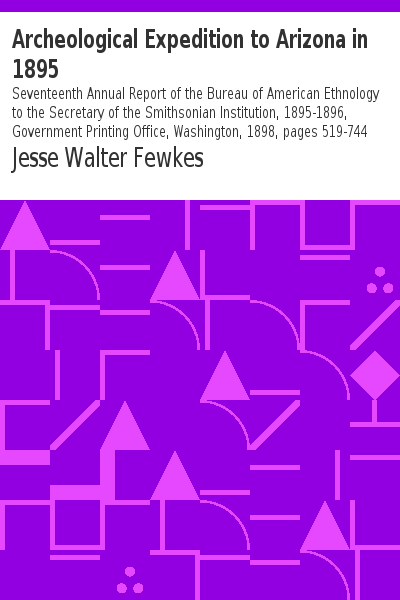 Archeological Expedition to Arizona in
1895
Seventeenth Annual Report of the Bureau of American Ethnology
to the Secretary of the Smithsonian Institution, 1895-1896,
Government Printing Office, Washington, 1898, pages 519-744
Jesse Walter Fewkes